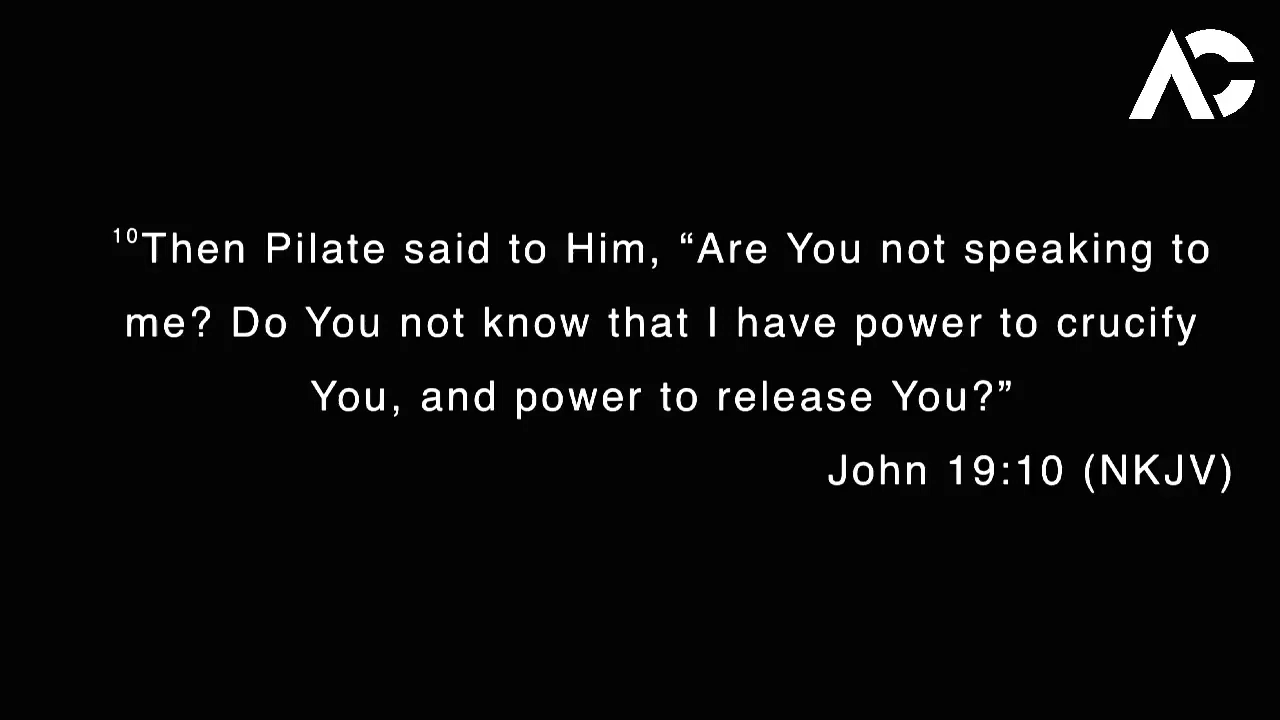 AC
¹⁰Then Pilate said to Him, “Are You not speaking to
me? Do You not know that I have power to crucify
You, and power to release You?”
John 19:10 (NKJV)